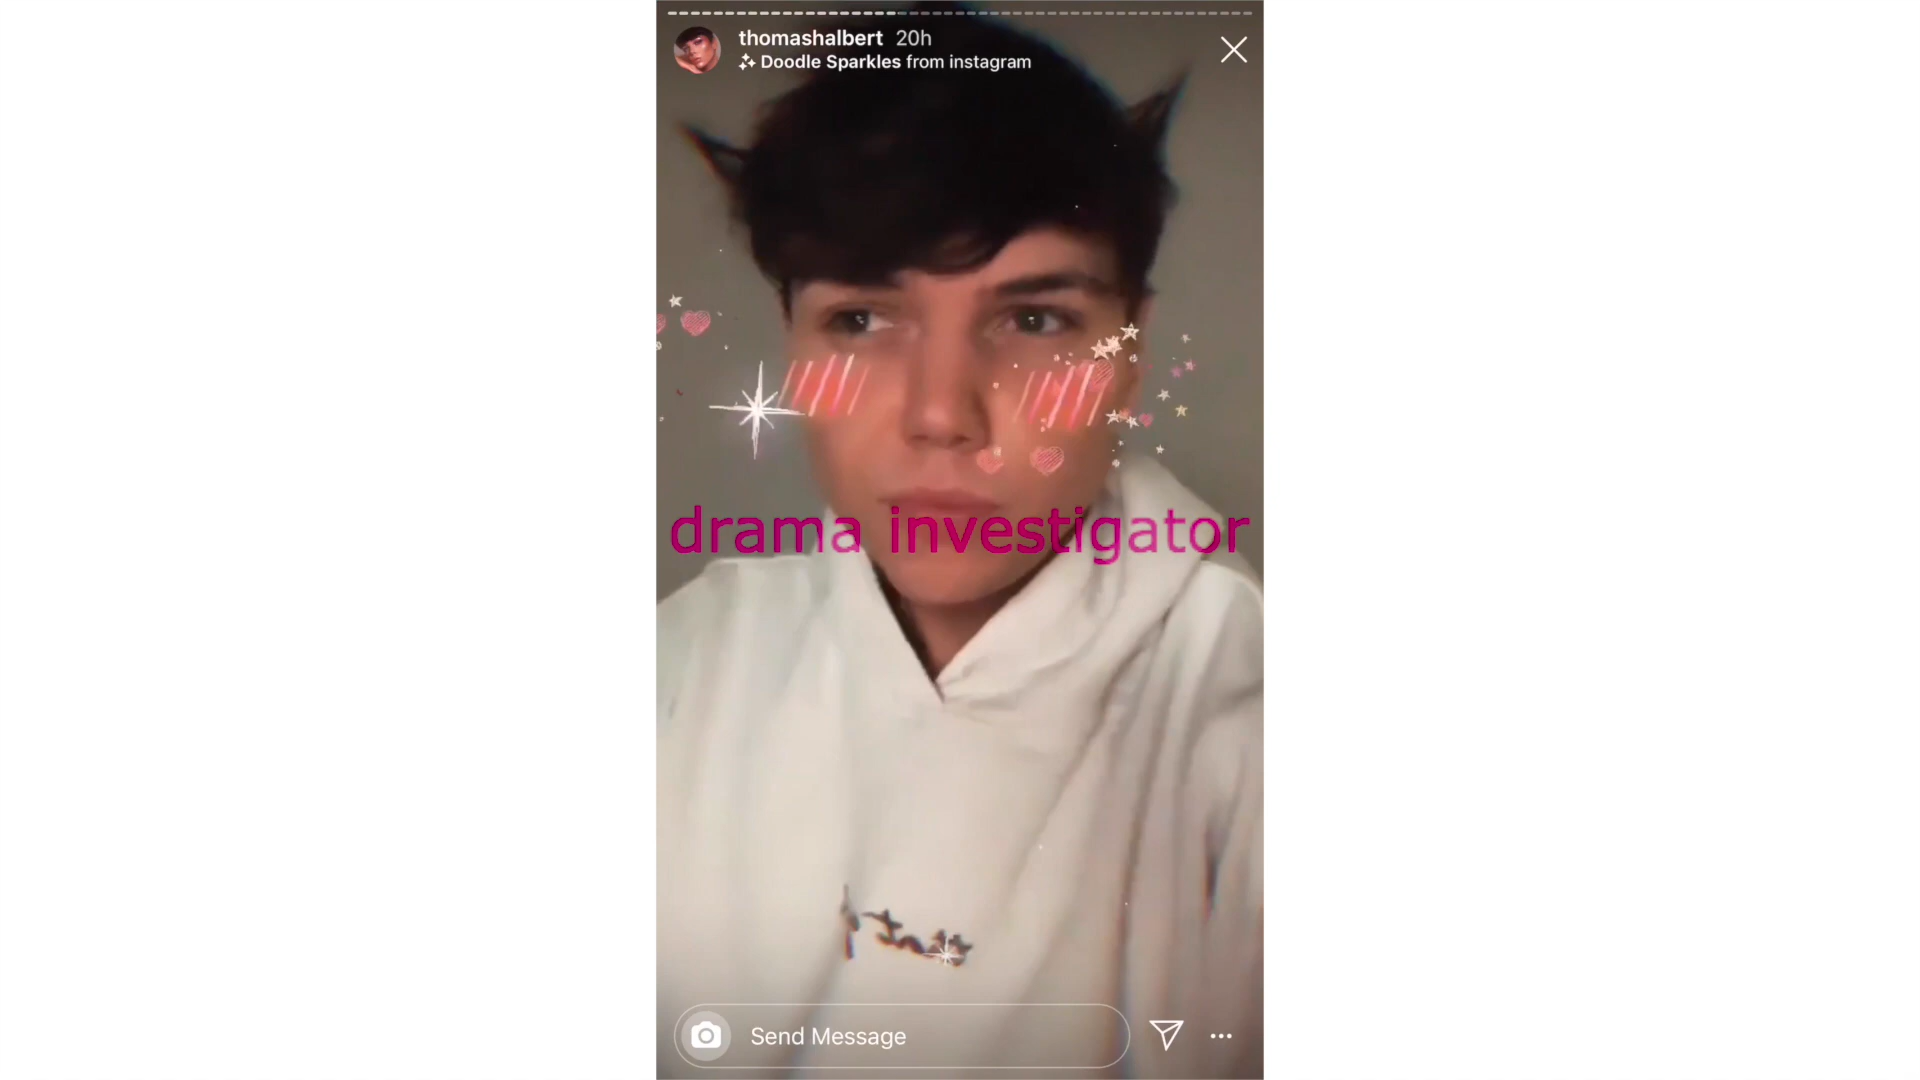 thomashalbert 20h
Doodle Sparkles from instagram
drama investigator
Send Message